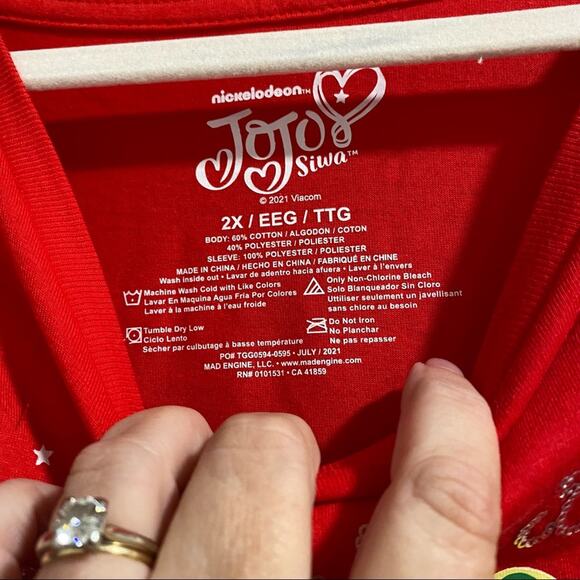 nickelodeon™
JoJo
Siwa™
© 2021 Viacom
2X / EEG / TTG
BODY: 60% COTTON / ALGODON / COTON
40% POLYESTER / POLIESTER
SLEEVE: 100% POLYESTER / POLIESTER
MADE IN CHINA / HECHO EN CHINA / FABRIQUÉ EN CHINE
Wash inside out • Lavar de adentro hacia afuera • Laver à l'envers
Machine Wash Cold with Like Colors
Lavar En Maquina Agua Fria Por Colores
Laver à la machine à l'eau froide
Only Non-Chlorine Bleach
Solo Blanqueador Sin Cloro
Utiliser seulement un javellisant
sans chlore au besoin
Tumble Dry Low
Ciclo Lento
Sècher par culbutage à basse température
Do Not Iron
No Planchar
Ne pas repasser
PO# TGG0594-0595 • JULY / 2021
MAD ENGINE, LLC. • www.madengine.com
RN# 0101531 • CA 41859